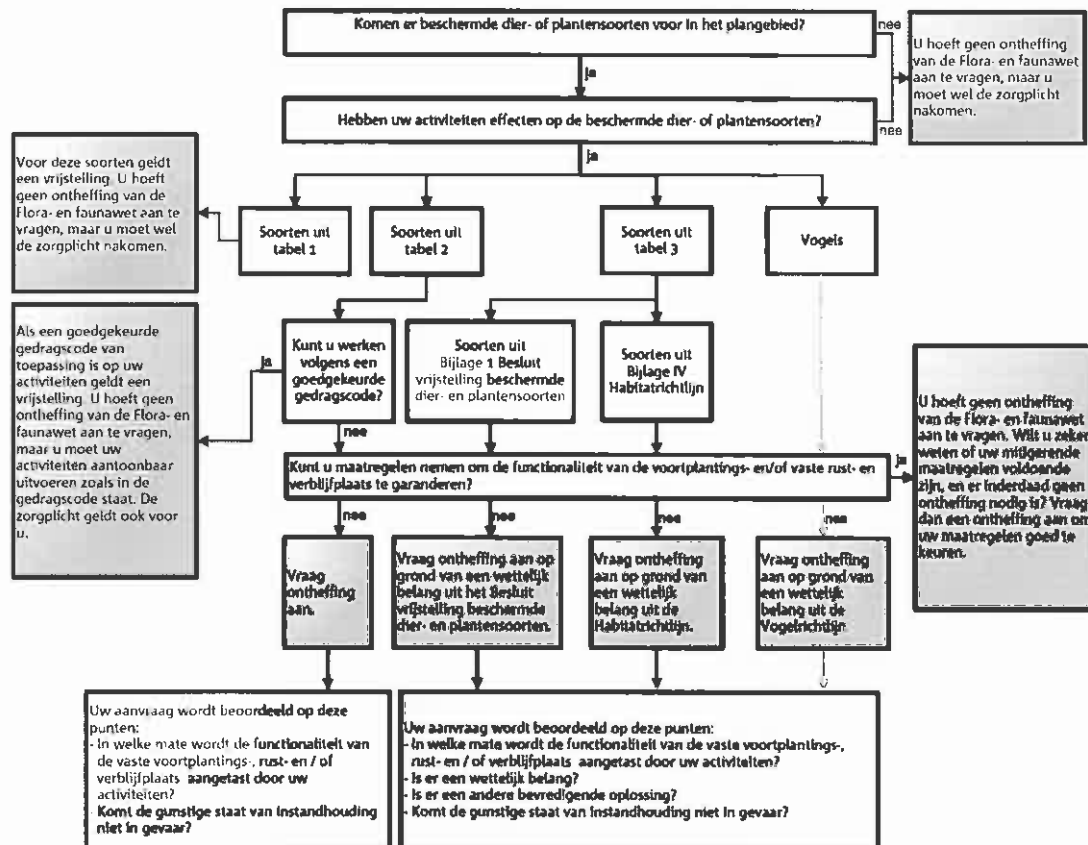 Komen er beschermde dier- of plantensoorten voor in het plangebied?
nee
U hoeft geen ontheffing
van de Flora- en faunawet
aan te vragen, maar u
moet wel de zorgplicht
nakomen.
ja
Hebben uw activiteiten effecten op de beschermde dier- of plantensoorten?
nee
ja
Voor deze soorten geldt
een vrijstelling. U hoeft
geen ontheffing van de
Flora- en faunawet aan te
vragen, maar u moet wel
de zorgplicht nakomen.
Soorten uit
tabel 1
Soorten uit
tabel 2
Soorten uit
tabel 3
Vogels
Als een goedgekeurde
gedragscode van
toepassing is op uw
activiteiten geldt een
vrijstelling. U hoeft geen
ontheffing van de Flora- en
faunawet aan te vragen,
maar u moet uw
activiteiten aantoonbaar
uitvoeren zoals in de
gedragscode staat. De
zorgplicht geldt ook voor
u.
ja
Kunt u werken
volgens een
goedgekeurde
gedragscode?
Soorten uit
Bijlage 1 Besluit
vrijstelling beschermde
dier- en plantensoorten
Soorten uit
Bijlage IV
Habitatrichtlijn
nee
Kunt u maatregelen nemen om de functionaliteit van de voortplantings- en/of vaste rust- en
verblijfplaats te garanderen?
ja
U hoeft geen ontheffing
van de Flora- en faunawet
aan te vragen. Wilt u zeker
weten of uw mitigerende
maatregelen voldoende
zijn, en er inderdaad geen
ontheffing nodig is? Vraag
dan een ontheffing aan om
uw maatregelen goed te
keuren.
nee
nee
nee
nee
Vraag
ontheffing
aan.
Vraag ontheffing aan op
grond van een wettelijk
belang uit het Besluit
vrijstelling beschermde
dier- en plantensoorten.
Vraag ontheffing
aan op grond van
een wettelijk
belang uit de
Habitatrichtlijn.
Vraag ontheffing
aan op grond van
een wettelijk
belang uit de
Vogelrichtlijn
Uw aanvraag wordt beoordeeld op deze
punten:
- In welke mate wordt de functionaliteit van
de vaste voortplantings-, rust- en / of
verblijfplaats aangetast door uw
activiteiten?
- Komt de gunstige staat van instandhouding
niet in gevaar?
Uw aanvraag wordt beoordeeld op deze punten:
- In welke mate wordt de functionaliteit van de vaste voortplantings-,
rust- en / of verblijfplaats aangetast door uw activiteiten?
- Is er een wettelijk belang?
- Is er een andere bevredigende oplossing?
- Komt de gunstige staat van instandhouding niet in gevaar?